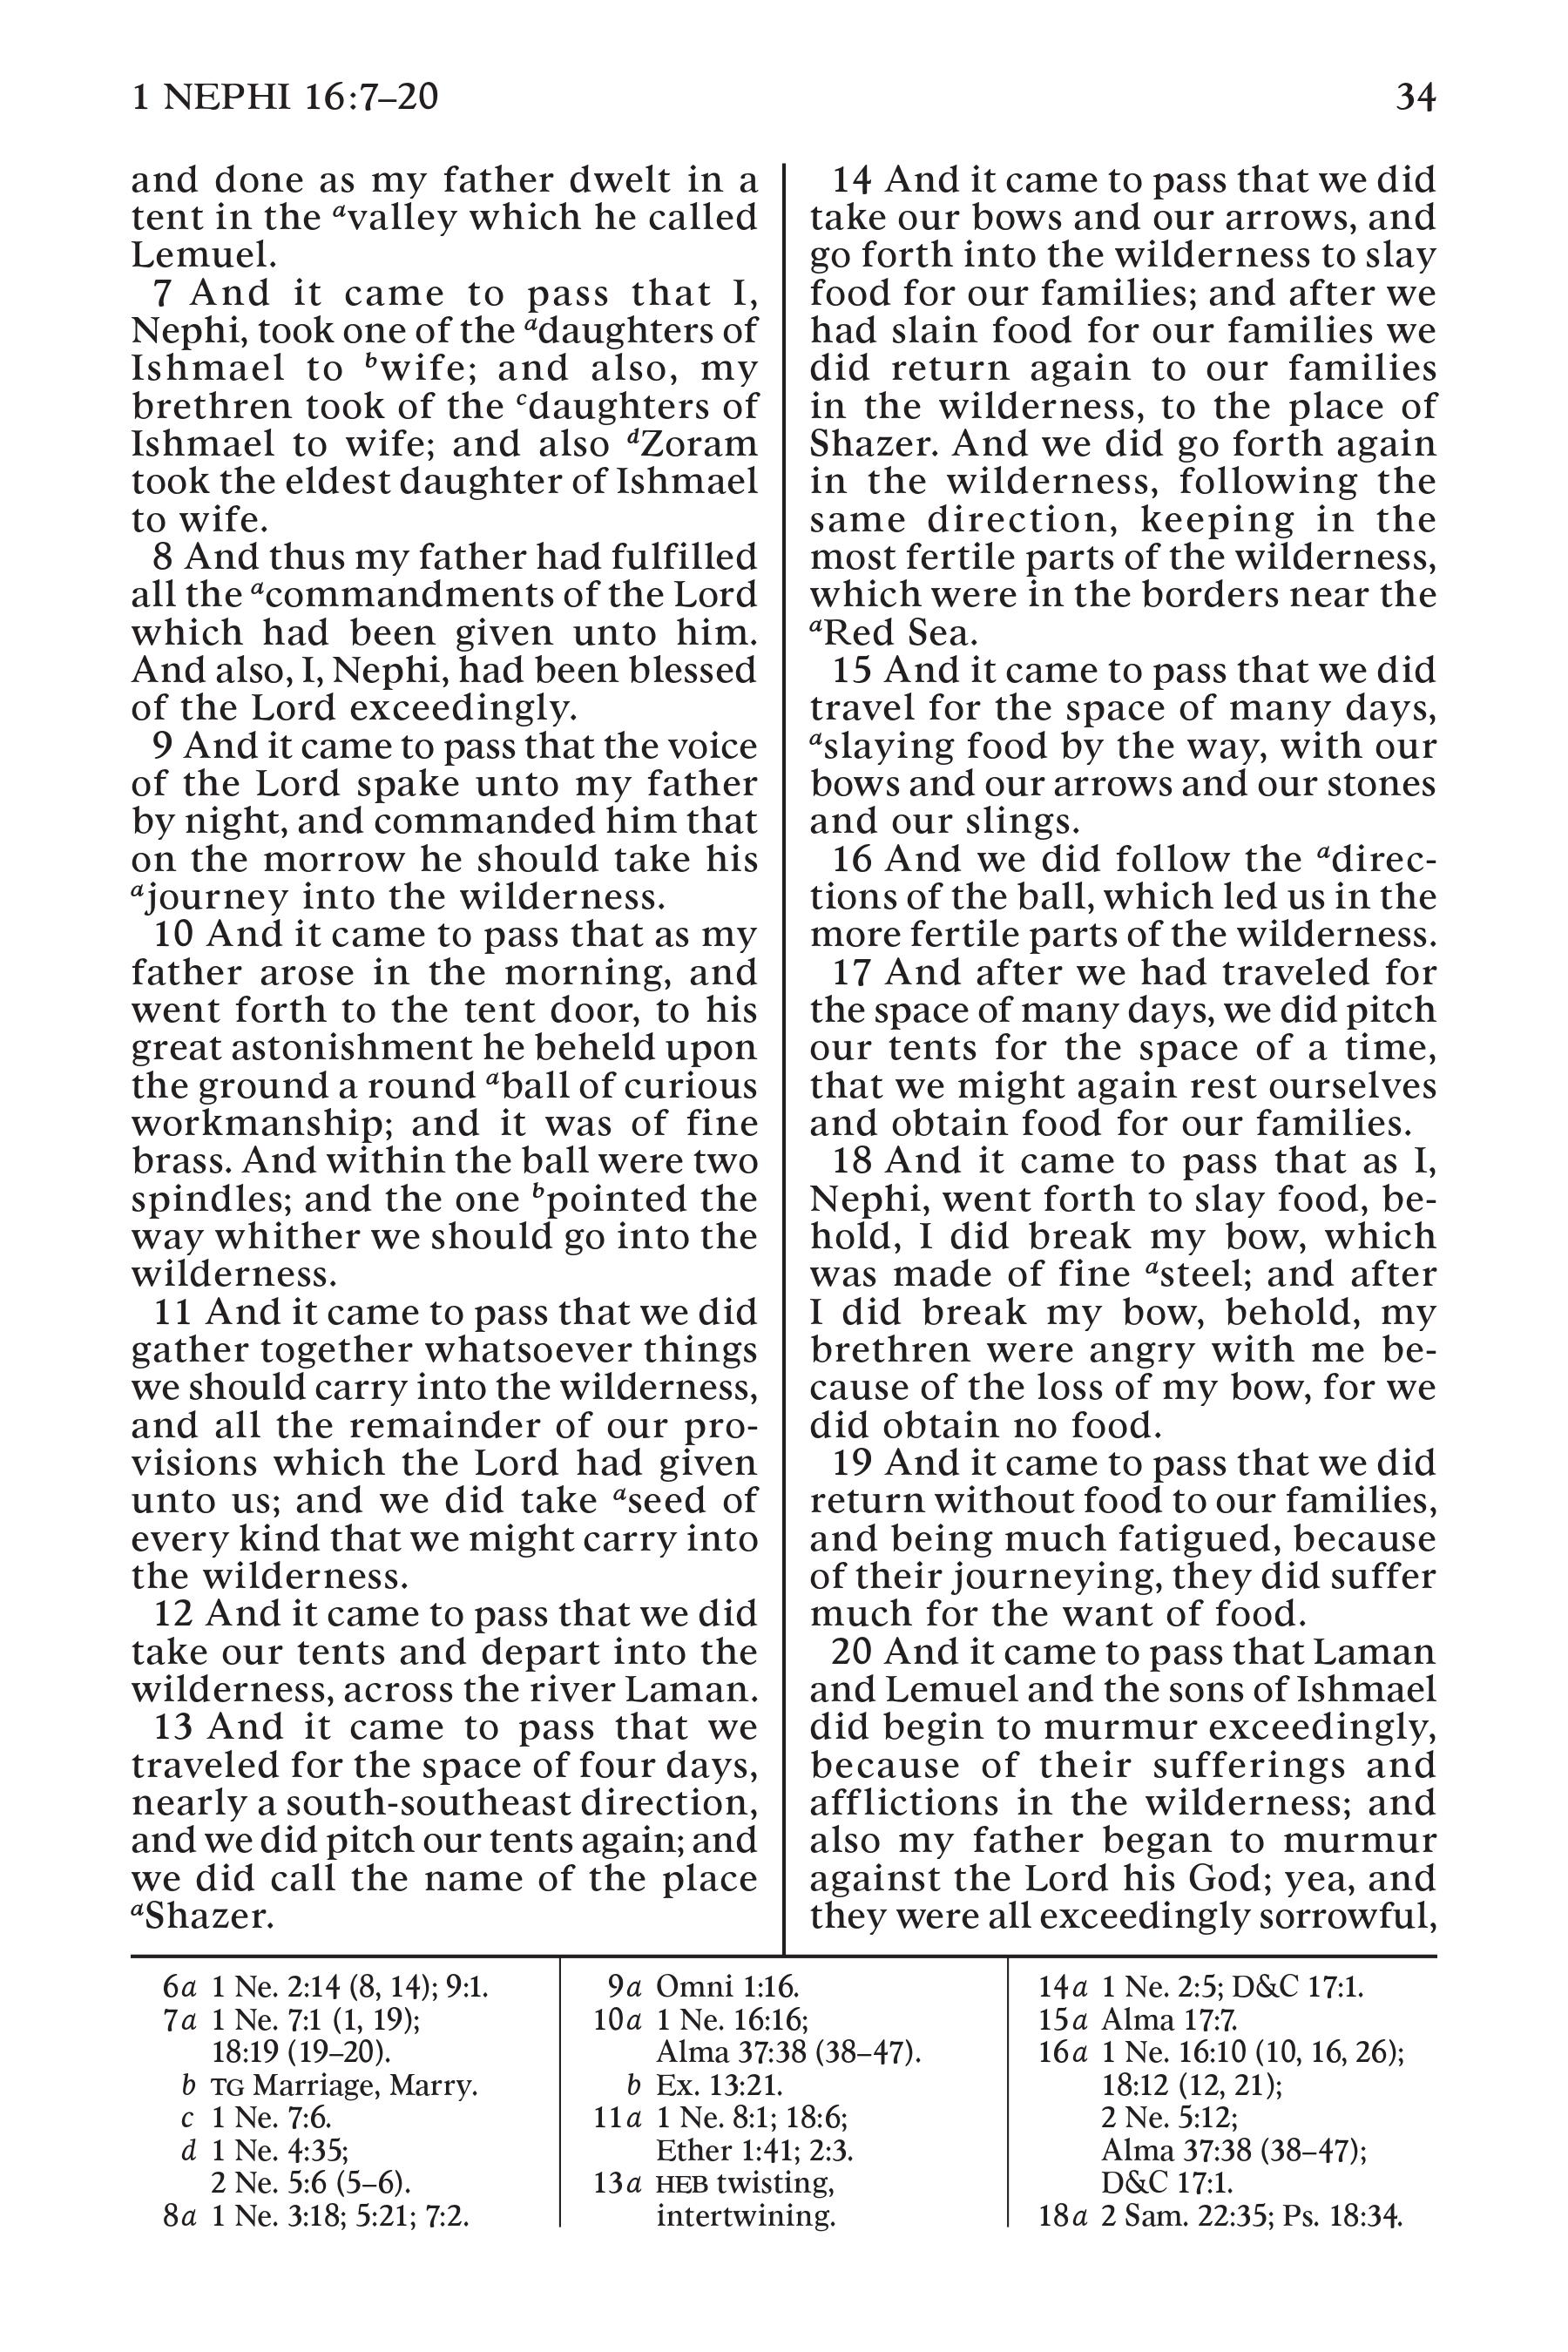 1 NEPHI 16:7–20
34
and done as my father dwelt in a
tent in the avalley which he called
Lemuel.
7 And it came to pass that I,
Nephi, took one of the adaughters of
Ishmael to bwife; and also, my
brethren took of the cdaughters of
Ishmael to wife; and also dZoram
took the eldest daughter of Ishmael
to wife.
8 And thus my father had fulfilled
all the acommandments of the Lord
which had been given unto him.
And also, I, Nephi, had been blessed
of the Lord exceedingly.
9 And it came to pass that the voice
of the Lord spake unto my father
by night, and commanded him that
on the morrow he should take his
ajourney into the wilderness.
10 And it came to pass that as my
father arose in the morning, and
went forth to the tent door, to his
great astonishment he beheld upon
the ground a round aball of curious
workmanship; and it was of fine
brass. And within the ball were two
spindles; and the one bpointed the
way whither we should go into the
wilderness.
11 And it came to pass that we did
gather together whatsoever things
we should carry into the wilderness,
and all the remainder of our pro-
visions which the Lord had given
unto us; and we did take aseed of
every kind that we might carry into
the wilderness.
12 And it came to pass that we did
take our tents and depart into the
wilderness, across the river Laman.
13 And it came to pass that we
traveled for the space of four days,
nearly a south-southeast direction,
and we did pitch our tents again; and
we did call the name of the place
aShazer.
14 And it came to pass that we did
take our bows and our arrows, and
go forth into the wilderness to slay
food for our families; and after we
had slain food for our families we
did return again to our families
in the wilderness, to the place of
Shazer. And we did go forth again
in the wilderness, following the
same direction, keeping in the
most fertile parts of the wilderness,
which were in the borders near the
aRed Sea.
15 And it came to pass that we did
travel for the space of many days,
aslaying food by the way, with our
bows and our arrows and our stones
and our slings.
16 And we did follow the adirec-
tions of the ball, which led us in the
more fertile parts of the wilderness.
17 And after we had traveled for
the space of many days, we did pitch
our tents for the space of a time,
that we might again rest ourselves
and obtain food for our families.
18 And it came to pass that as I,
Nephi, went forth to slay food, be-
hold, I did break my bow, which
was made of fine asteel; and after
I did break my bow, behold, my
brethren were angry with me be-
cause of the loss of my bow, for we
did obtain no food.
19 And it came to pass that we did
return without food to our families,
and being much fatigued, because
of their journeying, they did suffer
much for the want of food.
20 And it came to pass that Laman
and Lemuel and the sons of Ishmael
did begin to murmur exceedingly,
because of their sufferings and
afflictions in the wilderness; and
also my father began to murmur
against the Lord his God; yea, and
they were all exceedingly sorrowful,
6a 1 Ne. 2:14 (8, 14); 9:1.
7a 1 Ne. 7:1 (1, 19);
18:19 (19–20).
b TG Marriage, Marry.
c 1 Ne. 7:6.
d 1 Ne. 4:35;
2 Ne. 5:6 (5–6).
8a 1 Ne. 3:18; 5:21; 7:2.
9a Omni 1:16.
10a 1 Ne. 16:16;
Alma 37:38 (38–47).
b Ex. 13:21.
11a 1 Ne. 8:1; 18:6;
Ether 1:41; 2:3.
13a HEB twisting,
intertwining.
14a 1 Ne. 2:5; D&C 17:1.
15a Alma 17:7.
16a 1 Ne. 16:10 (10, 16, 26);
18:12 (12, 21);
2 Ne. 5:12;
Alma 37:38 (38–47);
D&C 17:1.
18a 2 Sam. 22:35; Ps. 18:34.